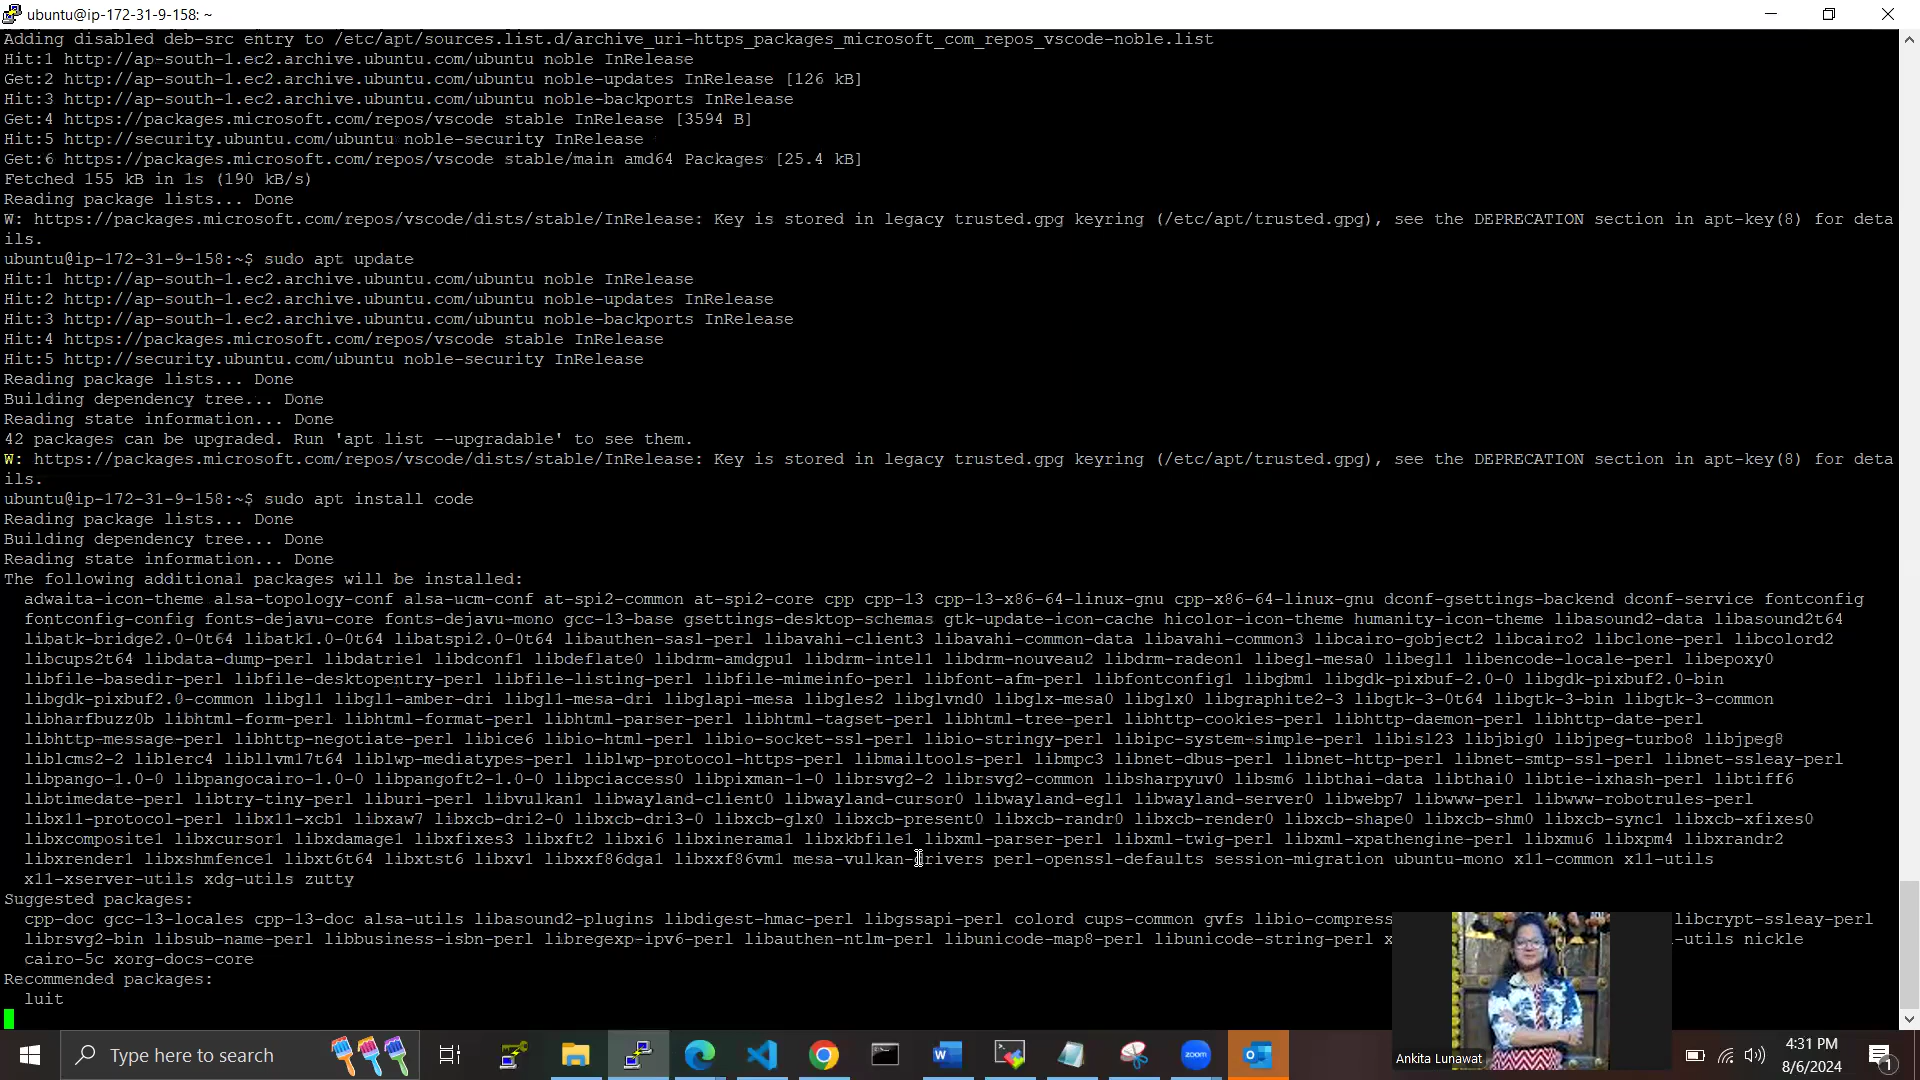 ubuntu@ip-172-31-9-158: ~
Adding disabled deb-src entry to /etc/apt/sources.list.d/archive_uri-https_packages_microsoft_com_repos_vscode-noble.list
Hit:1 http://ap-south-1.ec2.archive.ubuntu.com/ubuntu noble InRelease
Get:2 http://ap-south-1.ec2.archive.ubuntu.com/ubuntu noble-updates InRelease [126 kB]
Hit:3 http://ap-south-1.ec2.archive.ubuntu.com/ubuntu noble-backports InRelease
Get:4 https://packages.microsoft.com/repos/vscode stable InRelease [3594 B]
Hit:5 http://security.ubuntu.com/ubuntu noble-security InRelease
Get:6 https://packages.microsoft.com/repos/vscode stable/main amd64 Packages [25.4 kB]
Fetched 155 kB in 1s (190 kB/s)
Reading package lists... Done
W: https://packages.microsoft.com/repos/vscode/dists/stable/InRelease: Key is stored in legacy trusted.gpg keyring (/etc/apt/trusted.gpg), see the DEPRECATION section in apt-key(8) for deta
ils.
ubuntu@ip-172-31-9-158:~$ sudo apt update
Hit:1 http://ap-south-1.ec2.archive.ubuntu.com/ubuntu noble InRelease
Hit:2 http://ap-south-1.ec2.archive.ubuntu.com/ubuntu noble-updates InRelease
Hit:3 http://ap-south-1.ec2.archive.ubuntu.com/ubuntu noble-backports InRelease
Hit:4 https://packages.microsoft.com/repos/vscode stable InRelease
Hit:5 http://security.ubuntu.com/ubuntu noble-security InRelease
Reading package lists... Done
Building dependency tree... Done
Reading state information... Done
42 packages can be upgraded. Run 'apt list --upgradable' to see them.
W: https://packages.microsoft.com/repos/vscode/dists/stable/InRelease: Key is stored in legacy trusted.gpg keyring (/etc/apt/trusted.gpg), see the DEPRECATION section in apt-key(8) for deta
ils.
ubuntu@ip-172-31-9-158:~$ sudo apt install code
Reading package lists... Done
Building dependency tree... Done
Reading state information... Done
The following additional packages will be installed:
adwaita-icon-theme alsa-topology-conf alsa-ucm-conf at-spi2-common at-spi2-core cpp cpp-13 cpp-13-x86-64-linux-gnu cpp-x86-64-linux-gnu dconf-gsettings-backend dconf-service fontconfig
fontconfig-config fonts-dejavu-core fonts-dejavu-mono gcc-13-base gsettings-desktop-schemas gtk-update-icon-cache hicolor-icon-theme humanity-icon-theme libasound2-data libasound2t64
libatk-bridge2.0-0t64 libatk1.0-0t64 libatspi2.0-0t64 libauthen-sasl-perl libavahi-client3 libavahi-common-data libavahi-common3 libcairo-gobject2 libcairo2 libclone-perl libcolord2
libcups2t64 libdata-dump-perl libdatrie1 libdconf1 libdeflate0 libdrm-amdgpu1 libdrm-intel1 libdrm-nouveau2 libdrm-radeon1 libegl-mesa0 libegl1 libencode-locale-perl libepoxy0
libfile-basedir-perl libfile-desktopentry-perl libfile-listing-perl libfile-mimeinfo-perl libfont-afm-perl libfontconfig1 libgbm1 libgdk-pixbuf-2.0-0 libgdk-pixbuf2.0-bin
libgdk-pixbuf2.0-common libgl1 libgl1-amber-dri libgl1-mesa-dri libglapi-mesa libgles2 libglvnd0 libglx-mesa0 libglx0 libgraphite2-3 libgtk-3-0t64 libgtk-3-bin libgtk-3-common
libharfbuzz0b libhtml-form-perl libhtml-format-perl libhtml-parser-perl libhtml-tagset-perl libhtml-tree-perl libhttp-cookies-perl libhttp-daemon-perl libhttp-date-perl
libhttp-message-perl libhttp-negotiate-perl libice6 libio-html-perl libio-socket-ssl-perl libio-stringy-perl libipc-system-simple-perl libisl23 libjbig0 libjpeg-turbo8 libjpeg8
liblcms2-2 liblerc4 libllvm17t64 liblwp-mediatypes-perl liblwp-protocol-https-perl libmailtools-perl libmpc3 libnet-dbus-perl libnet-http-perl libnet-smtp-ssl-perl libnet-ssleay-perl
libpango-1.0-0 libpangocairo-1.0-0 libpangoft2-1.0-0 libpciaccess0 libpixman-1-0 librsvg2-2 librsvg2-common libsharpyuv0 libsm6 libthai-data libthai0 libtie-ixhash-perl libtiff6
libtimedate-perl libtry-tiny-perl liburi-perl libvulkan1 libwayland-client0 libwayland-cursor0 libwayland-egl1 libwayland-server0 libwebp7 libwww-perl libwww-robotrules-perl
libx11-protocol-perl libx11-xcb1 libxaw7 libxcb-dri2-0 libxcb-dri3-0 libxcb-glx0 libxcb-present0 libxcb-randr0 libxcb-render0 libxcb-shape0 libxcb-shm0 libxcb-sync1 libxcb-xfixes0
libxcomposite1 libxcursor1 libxdamage1 libxfixes3 libxft2 libxi6 libxinerama1 libxkbfile1 libxml-parser-perl libxml-twig-perl libxml-xpathengine-perl libxmu6 libxpm4 libxrandr2
libxrender1 libxshmfence1 libxt6t64 libxtst6 libxv1 libxxf86dga1 libxxf86vm1 mesa-vulkan-drivers perl-openssl-defaults session-migration ubuntu-mono x11-common x11-utils
x11-xserver-utils xdg-utils zutty
Suggested packages:
cpp-doc gcc-13-locales cpp-13-doc alsa-utils libasound2-plugins libdigest-hmac-perl libgssapi-perl colord cups-common gvfs libio-compress libcrypt-ssleay-perl
librsvg2-bin libsub-name-perl libbusiness-isbn-perl libregexp-ipv6-perl libauthen-ntlm-perl libunicode-map8-perl libunicode-string-perl x -utils nickle
cairo-5c xorg-docs-core
Recommended packages:
luit
Ankita Lunawat
Type here to search
zoom
4:31 PM
8/6/2024
1